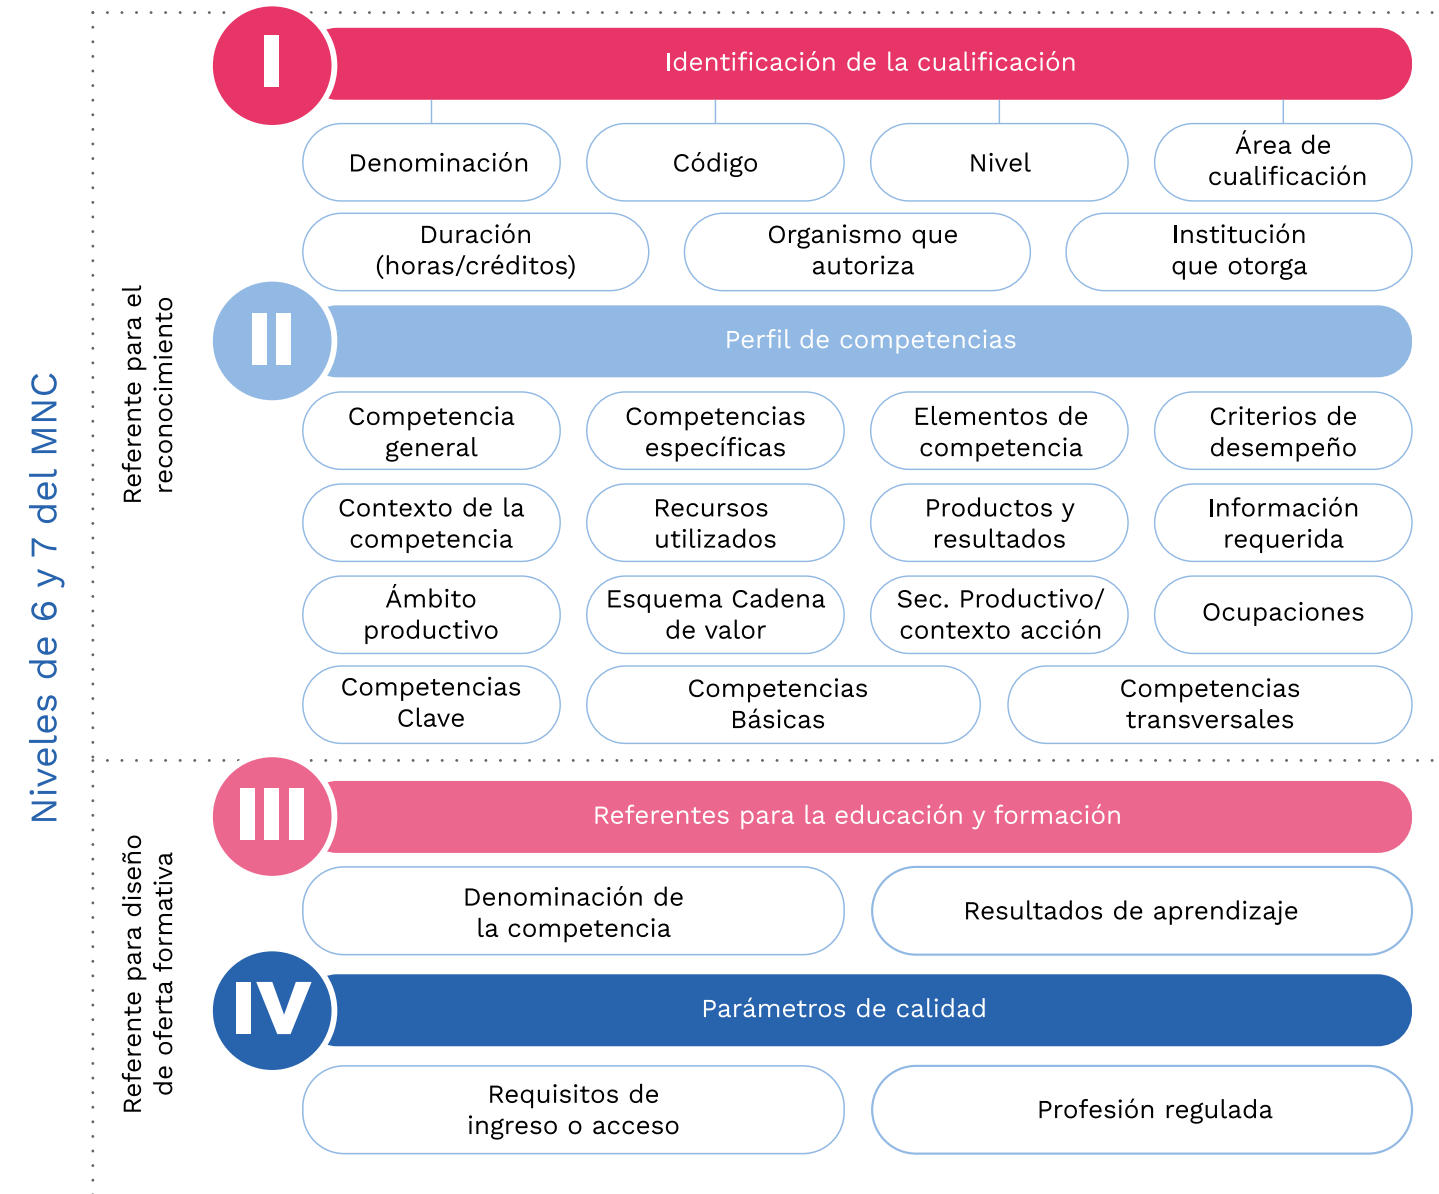 Niveles de 6 y 7 del MNC
Referente para el
reconocimiento
I
Identificación de la cualificación
Denominación
Código
Nivel
Área de
cualificación
Duración
(horas/créditos)
Organismo que
autoriza
Institución
que otorga
II
Perfil de competencias
Competencia
general
Competencias
específicas
Elementos de
competencia
Criterios de
desempeño
Contexto de la
competencia
Recursos
utilizados
Productos y
resultados
Información
requerida
Ámbito
productivo
Esquema Cadena
de valor
Sec. Productivo/
contexto acción
Ocupaciones
Competencias
Clave
Competencias
Básicas
Competencias
transversales
Referente para diseño
de oferta formativa
III
Referentes para la educación y formación
Denominación de
la competencia
Resultados de aprendizaje
IV
Parámetros de calidad
Requisitos de
ingreso o acceso
Profesión regulada